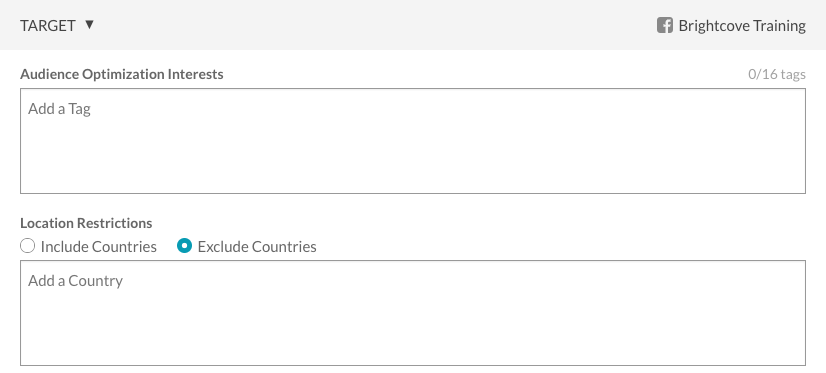 TARGET ▼
Brightcove Training
Audience Optimization Interests
0/16 tags
Add a Tag
Location Restrictions
Include Countries
Exclude Countries
Add a Country